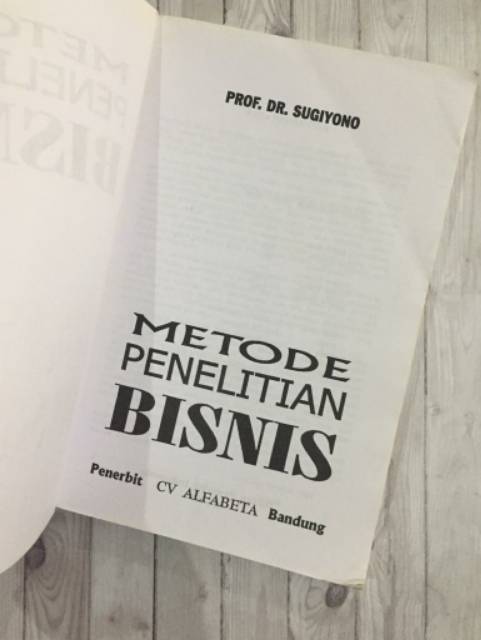 PROF. DR. SUGIYONO
METODE
PENELITIAN
BISNIS
Penerbit CV ALFABETA Bandung